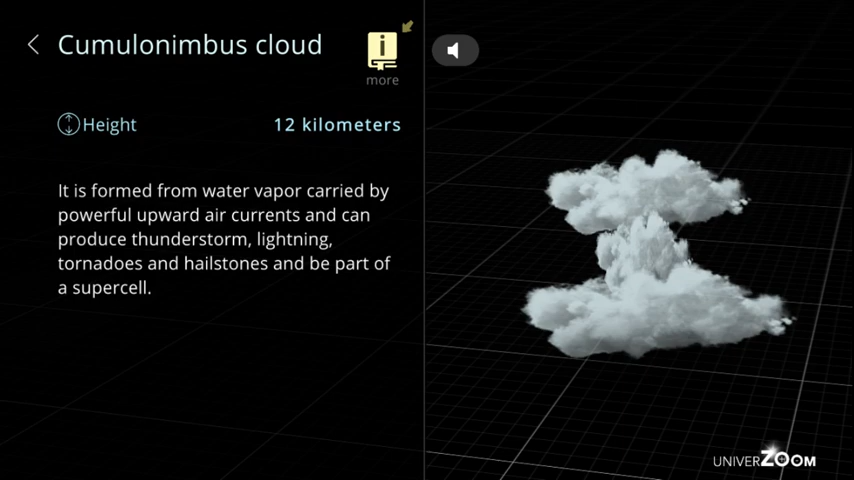 Cumulonimbus cloud
i
more
Height
12 kilometers
It is formed from water vapor carried by
powerful upward air currents and can
produce thunderstorm, lightning,
tornadoes and hailstones and be part of
a supercell.
UNIVERZOOM